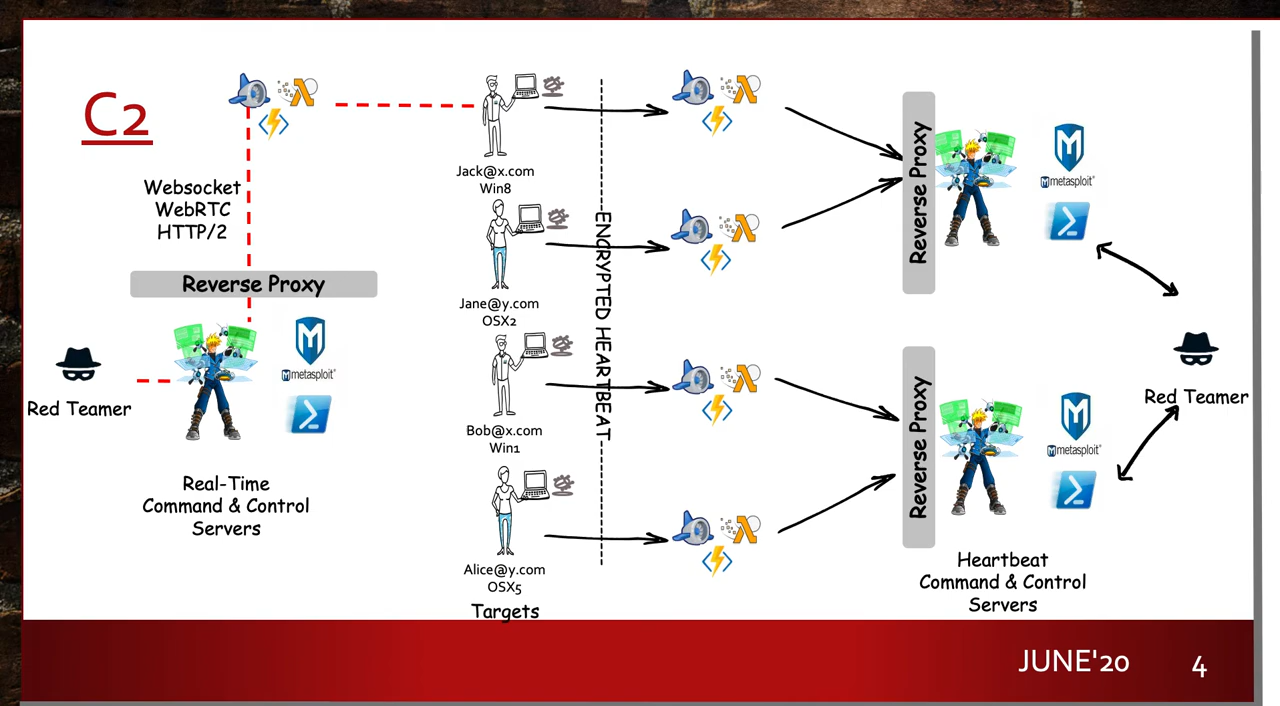 C2
Websocket
WebRTC
HTTP/2
Reverse Proxy
Red Teamer
metasploit®
Real-Time
Command & Control
Servers
Jack@x.com
Win8
Jane@y.com
OSX2
Bob@x.com
Win1
Alice@y.com
OSX5
Targets
ENCRYPTED HEARTBEAT
Reverse Proxy
metasploit®
Reverse Proxy
metasploit®
Red Teamer
Heartbeat
Command & Control
Servers
JUNE'20
4